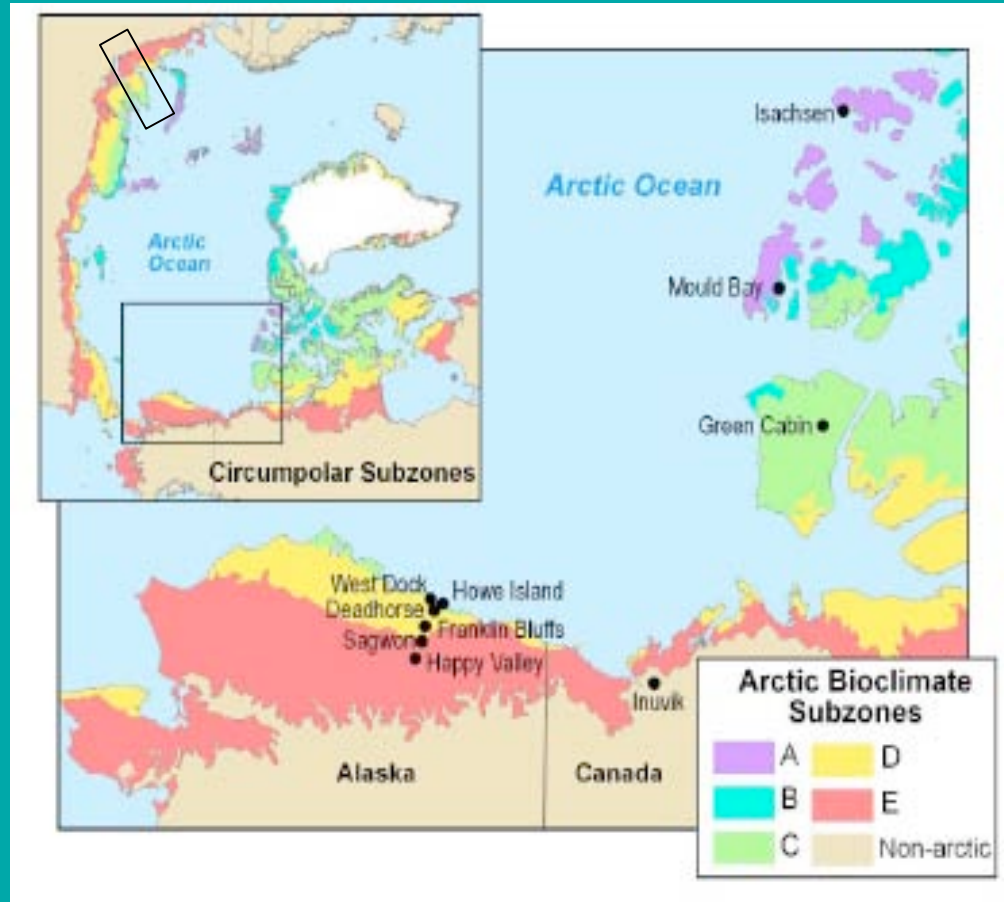 Arctic
Ocean
Circumpolar Subzones
Isachsen
Arctic Ocean
Mould Bay
Green Cabin
West Dock
Howe Island
Deadhorse
Franklin Bluffs
Sagwon
Happy Valley
Inuvik
Alaska
Canada
Arctic Bioclimate
Subzones
A
D
B
E
C
Non-arctic